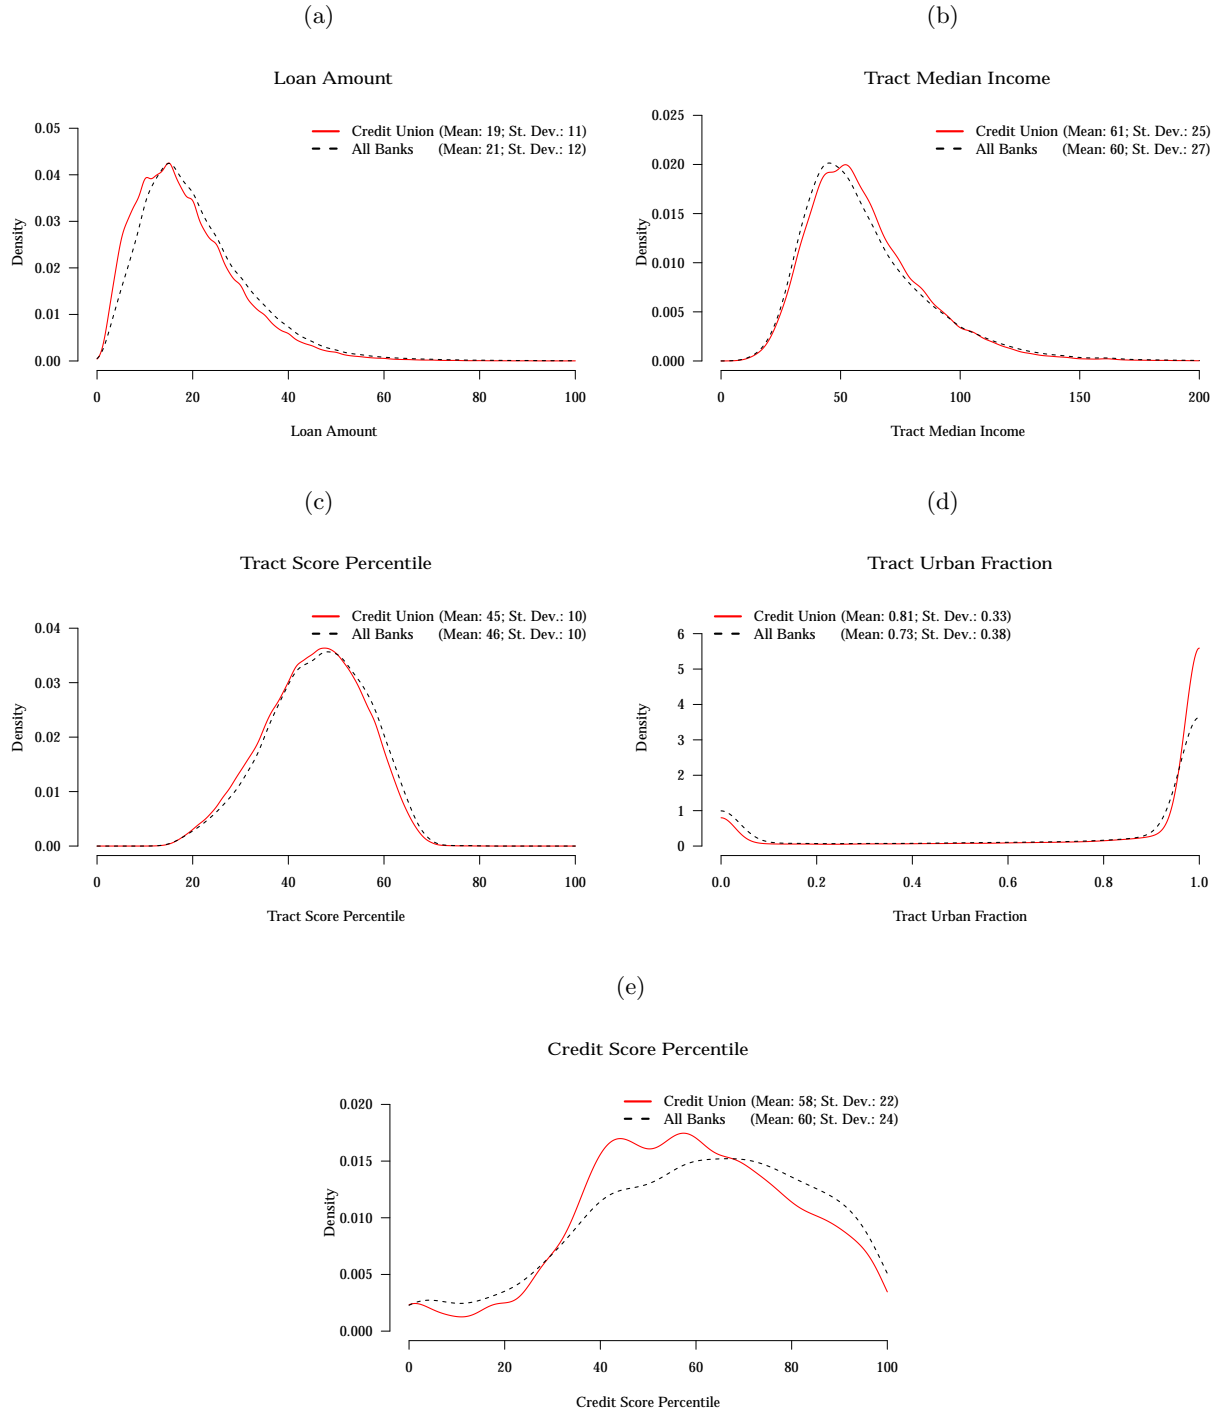 (a)
Loan Amount
Credit Union (Mean: 19; St. Dev.: 11)
All Banks (Mean: 21; St. Dev.: 12)
Density
0.05
0.04
0.03
0.02
0.01
0.00
0 20 40 60 80 100
Loan Amount
(b)
Tract Median Income
Credit Union (Mean: 61; St. Dev.: 25)
All Banks (Mean: 60; St. Dev.: 27)
Density
0.025
0.020
0.015
0.010
0.005
0.000
0 50 100 150 200
Tract Median Income
(c)
Tract Score Percentile
Credit Union (Mean: 45; St. Dev.: 10)
All Banks (Mean: 46; St. Dev.: 10)
Density
0.04
0.03
0.02
0.01
0.00
0 20 40 60 80 100
Tract Score Percentile
(d)
Tract Urban Fraction
Credit Union (Mean: 0.81; St. Dev.: 0.33)
All Banks (Mean: 0.73; St. Dev.: 0.38)
Density
6
5
4
3
2
1
0
0.0 0.2 0.4 0.6 0.8 1.0
Tract Urban Fraction
(e)
Credit Score Percentile
Credit Union (Mean: 58; St. Dev.: 22)
All Banks (Mean: 60; St. Dev.: 24)
Density
0.020
0.015
0.010
0.005
0.000
0 20 40 60 80 100
Credit Score Percentile